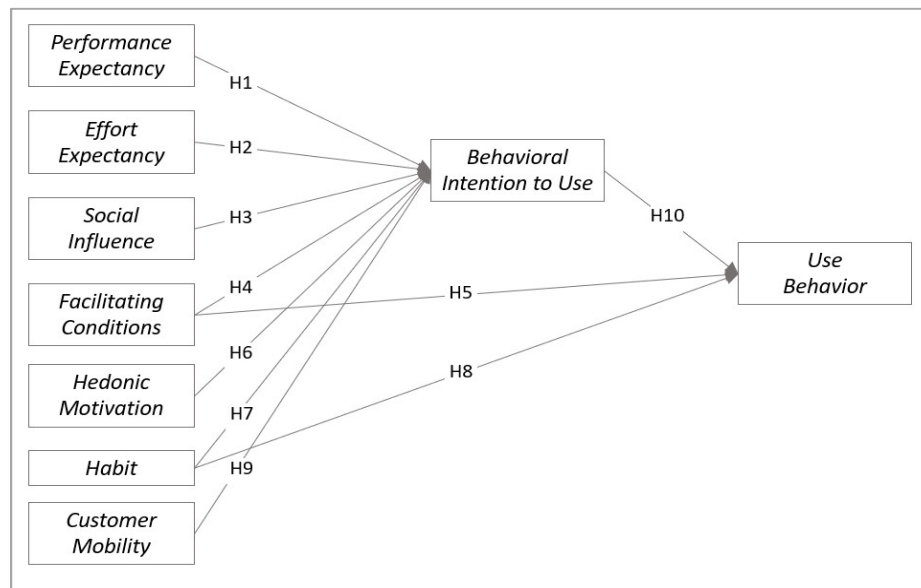 Performance
Expectancy
H1
Effort
Expectancy
H2
Behavioral
Intention to Use
Social
Influence
H3
H10
Use
Behavior
Facilitating
Conditions
H4
H5
Hedonic
Motivation
H6
H8
Habit
H7
H9
Customer
Mobility